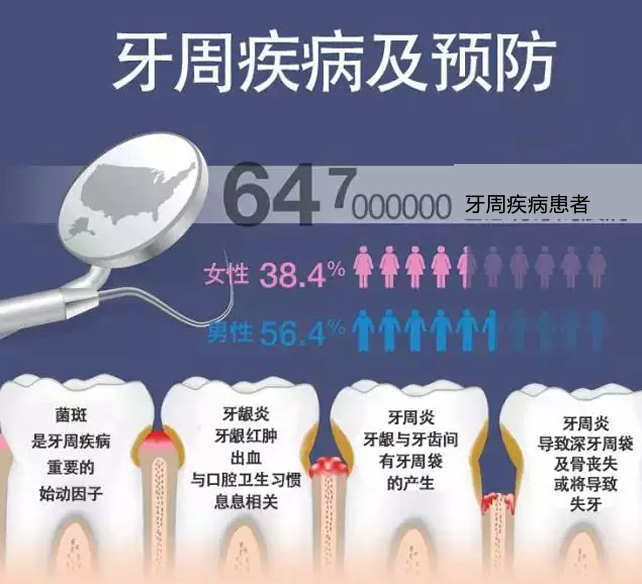 牙周疾病及预防
647000000 牙周疾病患者
女性 38.4%
男性 56.4%
菌斑
是牙周疾病
重要的
始动因子
牙龈炎
牙龈红肿
出血
与口腔卫生习惯
息息相关
牙周炎
牙龈与牙齿间
有牙周袋
的产生
牙周炎
导致深牙周袋
及骨丧失
或将导致
失牙